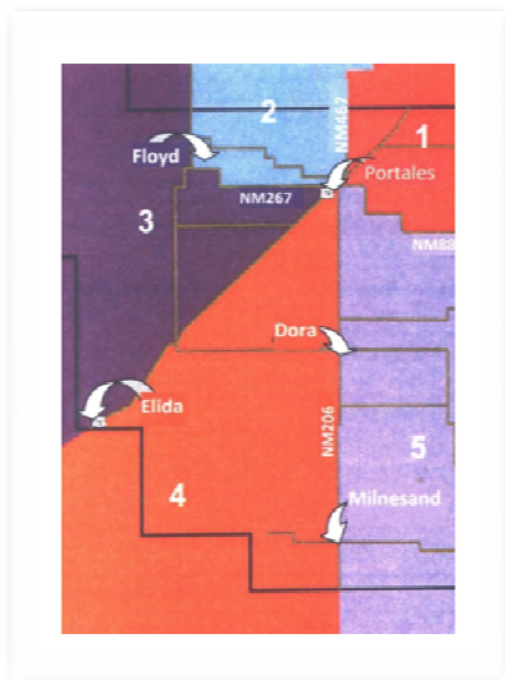 2
NM467
1
Floyd
Portales
NM267
3
NM88
Dora
Elida
NM206
5
4
Milnesand